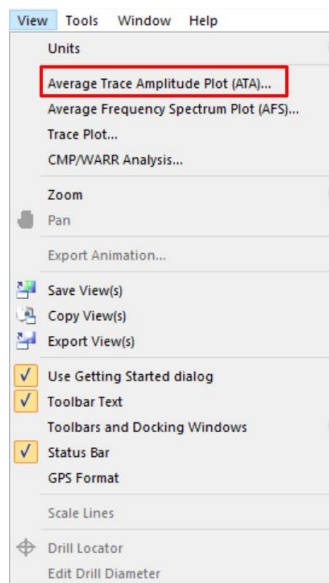 View Tools Window Help
Units
Average Trace Amplitude Plot (ATA)...
Average Frequency Spectrum Plot (AFS)...
Trace Plot...
CMP/WARR Analysis...
Zoom
Pan
Export Animation...
Save View(s)
Copy View(s)
Export View(s)
Use Getting Started dialog
Toolbar Text
Toolbars and Docking Windows
Status Bar
GPS Format
Scale Lines
Drill Locator
Edit Drill Diameter